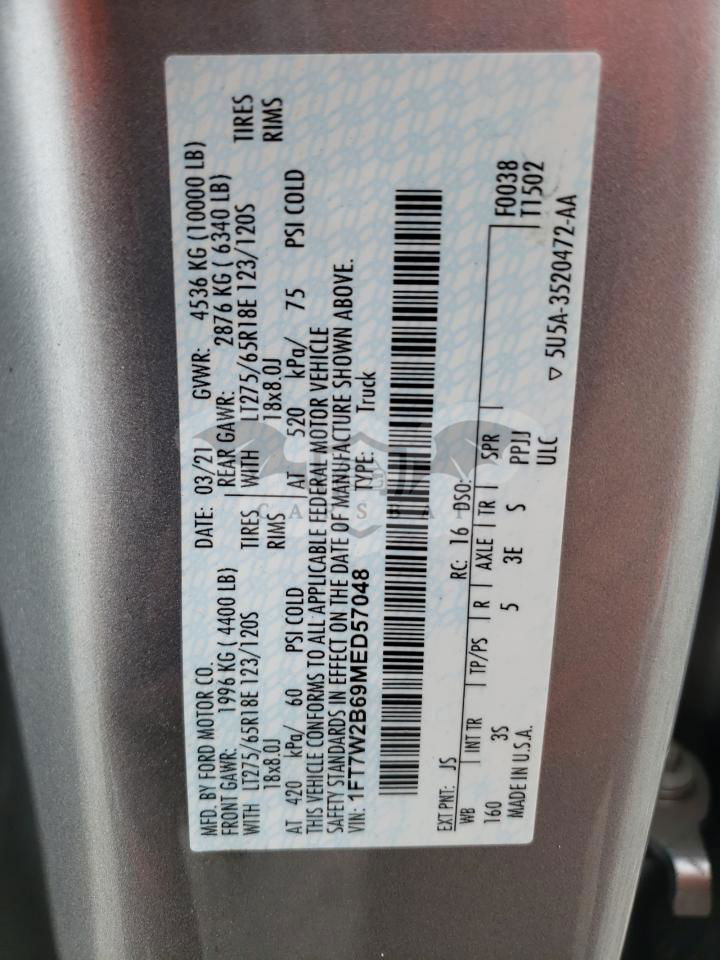 MFD. BY FORD MOTOR CO. DATE: 03/21 GVWR: 4536 KG (10000 LB)
FRONT GAWR: 1996 KG ( 4400 LB) REAR GAWR: 2876 KG ( 6340 LB)
WITH LT275/65R18E 123/120S TIRES WITH LT275/65R18E 123/120S TIRES
18x8.0J RIMS 18x8.0J RIMS
AT 420 kPa/ 60 PSI COLD AT 520 kPa/ 75 PSI COLD
THIS VEHICLE CONFORMS TO ALL APPLICABLE FEDERAL MOTOR VEHICLE
SAFETY STANDARDS IN EFFECT ON THE DATE OF MANUFACTURE SHOWN ABOVE.
VIN: 1FT7W2B69MED57048 TYPE: Truck
EXT PNT: JS RC: 16 DSO:
WB INT TR TP/PS R AXLE TR SPR F0038
160 3S 5 3E S PPJJ T1502
MADE IN U.S.A. ULC
▽ 5U5A-3520472-AA
CARSBAT